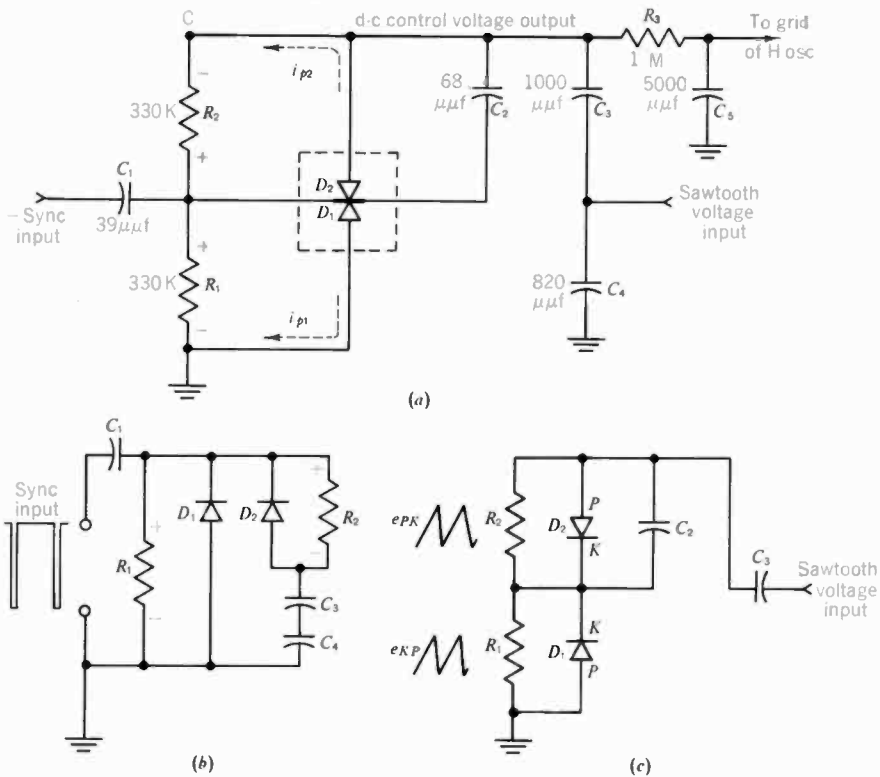 C
d-c control voltage output
R3
To grid
of H osc
1 M
ip2
330K
R2
68
μμf
C2
1000
μμf
C3
5000
μμf
C5
−
+
C1
D2
D1
− Sync
input
39μμf
Sawtooth
voltage
input
+
330K
R1
−
820
μμf
C4
ip1
(a)
C1
Sync
input
+
R1
−
D1
D2
+
R2
−
C3
C4
(b)
ePK
R2
D2
P
K
C2
C3
Sawtooth
voltage
input
eKP
R1
K
D1
P
(c)